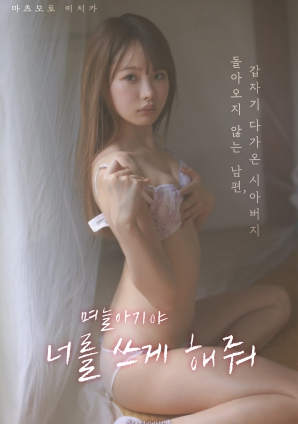 마츠모토 이치카
갑자기 다가온 시아버지
돌아오지 않는 남편,
며늘아기야
너를 쓰게 해줘